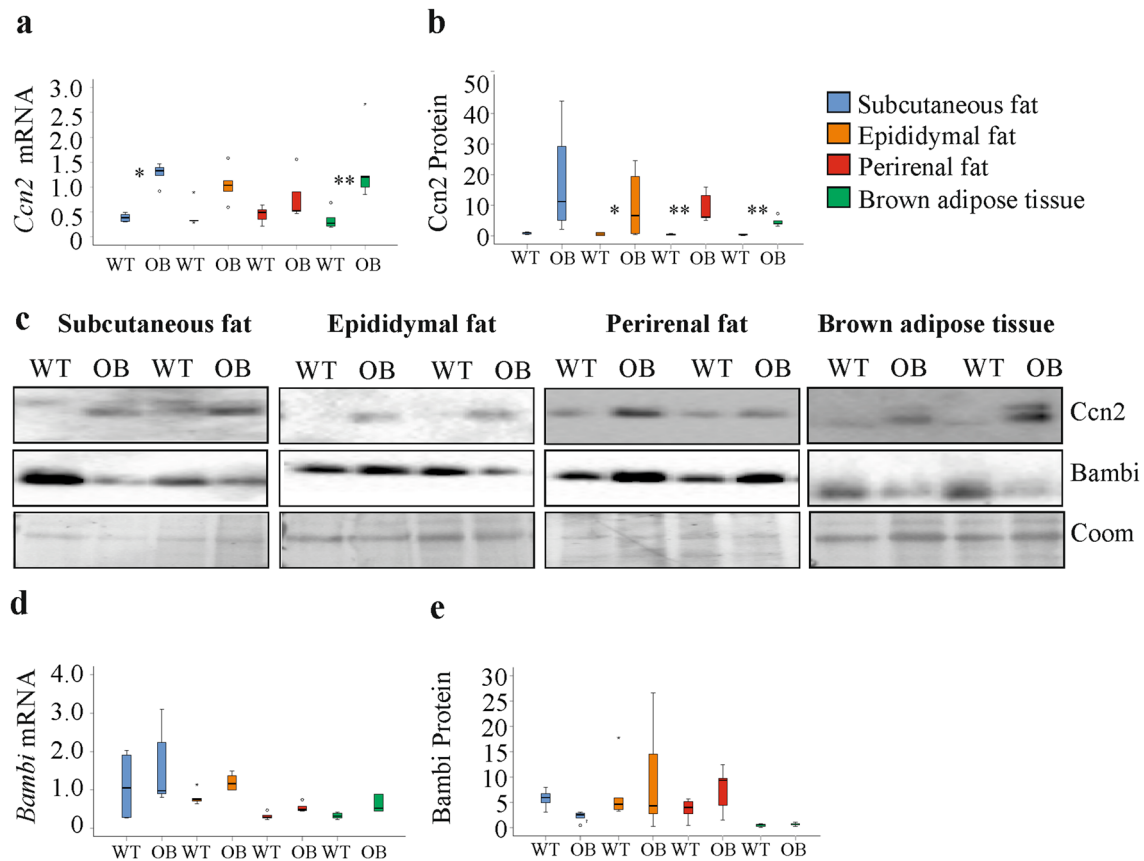 a
b
Ccn2 mRNA
3.0
2.5
2.0
1.5
1.0
0.5
0
*
**
WT OB WT OB WT OB WT OB
Ccn2 Protein
50
40
30
20
10
0
*
**
**
WT OB WT OB WT OB WT OB
Subcutaneous fat
Epididymal fat
Perirenal fat
Brown adipose tissue
c
Subcutaneous fat
Epididymal fat
Perirenal fat
Brown adipose tissue
WT OB WT OB
WT OB WT OB
WT OB WT OB
WT OB WT OB
Ccn2
Bambi
Coom
d
e
Bambi mRNA
4.0
3.0
2.0
1.0
0
WT OB WT OB WT OB WT OB
Bambi Protein
30
25
20
15
10
5
0
WT OB WT OB WT OB WT OB